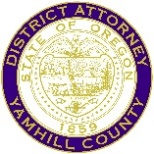 DISTRICT ATTORNEY
STATE OF OREGON
1859
YAMHILL COUNTY